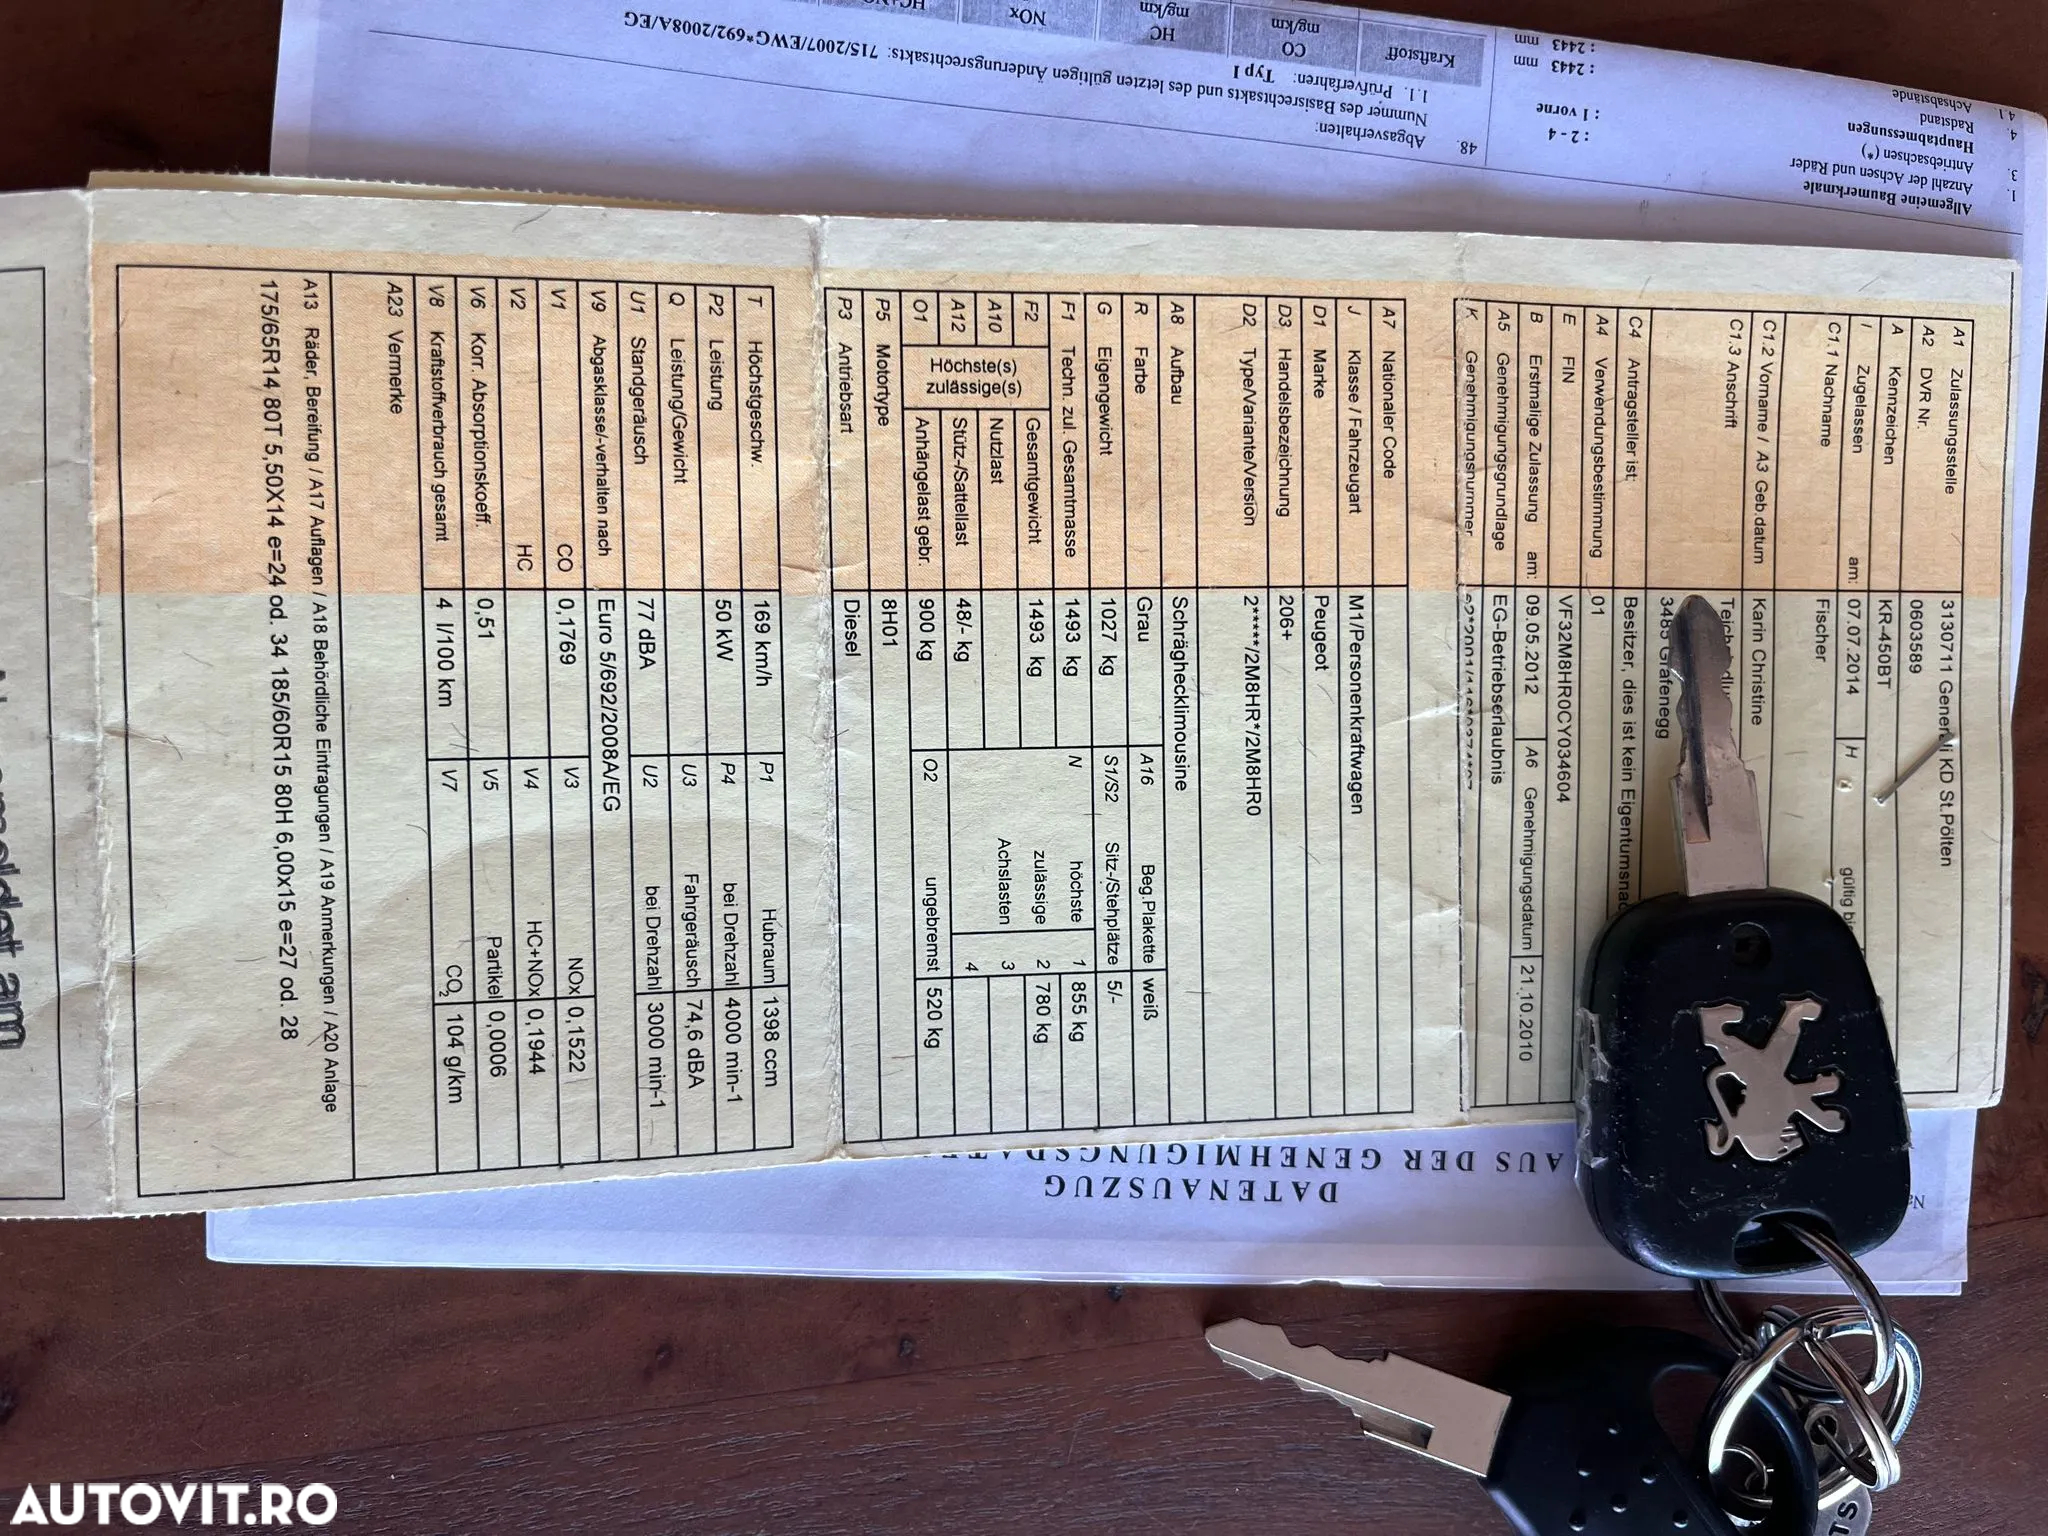 A1 Zulassungsstelle 3130711 Generali KD St.Pölten
A2 DVR Nr. 0603589
A Kennzeichen KR-450BT
I Zugelassen am: 07.07.2014 H gültig bi
C1.1 Nachname Fischer
C1.2 Vorname / A3 Geb.datum Karin Christine
C1.3 Anschrift
3485 Grafenegg
C4 Antragsteller ist: Besitzer, dies ist kein Eigentumsnac
A4 Verwendungsbestimmung 01
E FIN VF32M8HR0CY034604
B Erstmalige Zulassung am: 09.05.2012 A6 Genehmigungsdatum 21.10.2010
A5 Genehmigungsgrundlage EG-Betriebserlaubnis
K Genehmigungsnummer
A7 Nationaler Code
J Klasse / Fahrzeugart M1/Personenkraftwagen
D1 Marke Peugeot
D3 Handelsbezeichnung 206+
D2 Type/Variante/Version 2*****/2M8HR*/2M8HR0
A8 Aufbau Schräghecklimousine
R Farbe Grau A16 Beg.Plakette weiß
G Eigengewicht 1027 kg S1/S2 Sitz-/Stehplätze 5/-
F1 Techn. zul. Gesamtmasse 1493 kg N höchste 1 855 kg
F2 Höchste(s) zulässige(s) Gesamtgewicht 1493 kg zulässige 2 780 kg
A10 Nutzlast Achslasten 3
A12 Stütz-/Sattellast 48/- kg 4
O1 Anhängelast gebr. 900 kg O2 ungebremst 520 kg
P5 Motortype 8H01
P3 Antriebsart Diesel
T Höchstgeschw. 169 km/h P1 Hubraum 1398 ccm
P2 Leistung 50 kW P4 bei Drehzahl 4000 min-1
Q Leistung/Gewicht U3 Fahrgeräusch 74,6 dBA
U1 Standgeräusch 77 dBA U2 bei Drehzahl 3000 min-1
V9 Abgasklasse/-verhalten nach Euro 5/692/2008A/EG
V1 CO 0,1769 V3 NOx 0,1522
V2 HC V4 HC+NOx 0,1944
V6 Korr. Absorptionskoeff. 0,51 V5 Partikel 0,0006
V8 Kraftstoffverbrauch gesamt 4 l/100 km V7 CO₂ 104 g/km
A23 Vermerke
A13 Räder, Bereifung / A17 Auflagen / A18 Behördliche Eintragungen / A19 Anmerkungen / A20 Anlage
175/65R14 80T 5,50X14 e=24 od. 34 185/60R15 80H 6,00x15 e=27 od. 28
DATENAUSZUG
AUS DER GENEHMIGUNGSDATE
Allgemeine Baumerkmale
1. Anzahl der Achsen und Räder : 2 - 4
3. Antriebsachsen (*) : 1 vorne
Hauptabmessungen
4. Radstand : 2443 mm
4.1 Achsabstände : 2443 mm
48. Abgasverhalten:
Nummer des Basisrechtsakts und des letzten gültigen Änderungsrechtsakts: 715/2007/EWG*692/2008A/EG
1.1. Prüfverfahren: Typ I
Kraftstoff CO mg/km HC mg/km NOx
AUTOVIT.RO